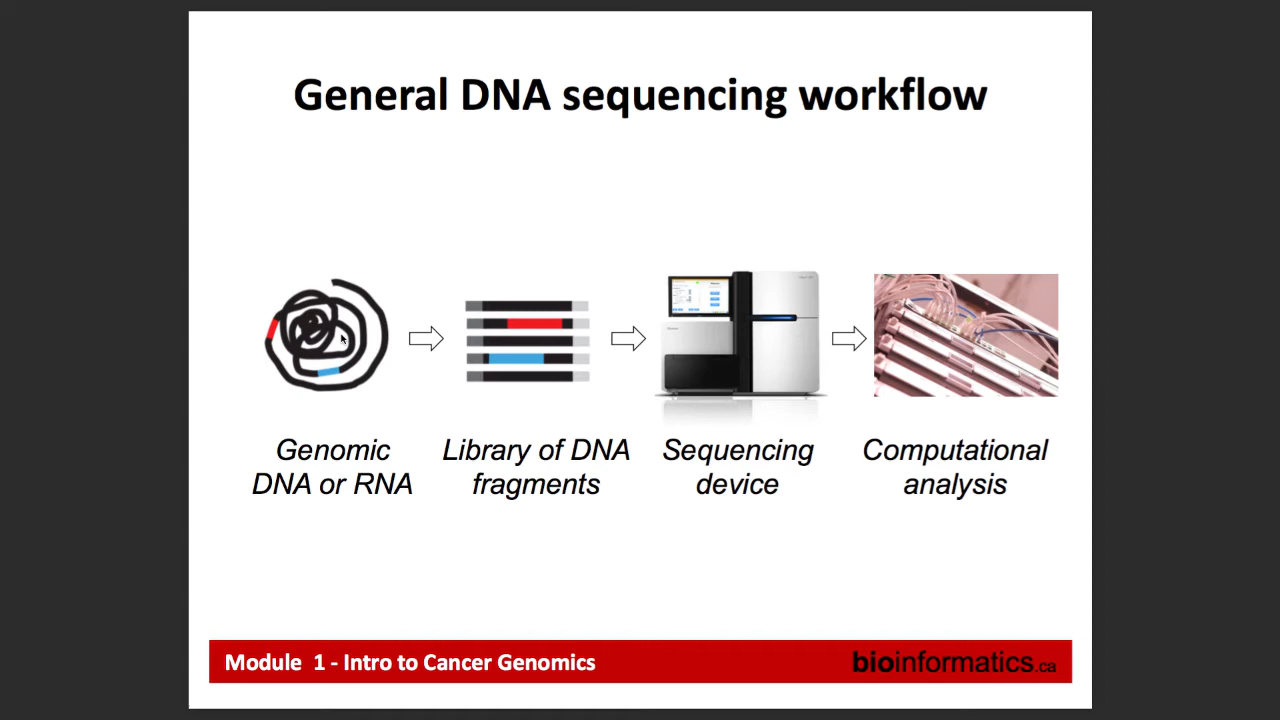 General DNA sequencing workflow
Genomic
DNA or RNA
Library of DNA
fragments
Sequencing
device
Computational
analysis
Module 1 - Intro to Cancer Genomics
bioinformatics.ca